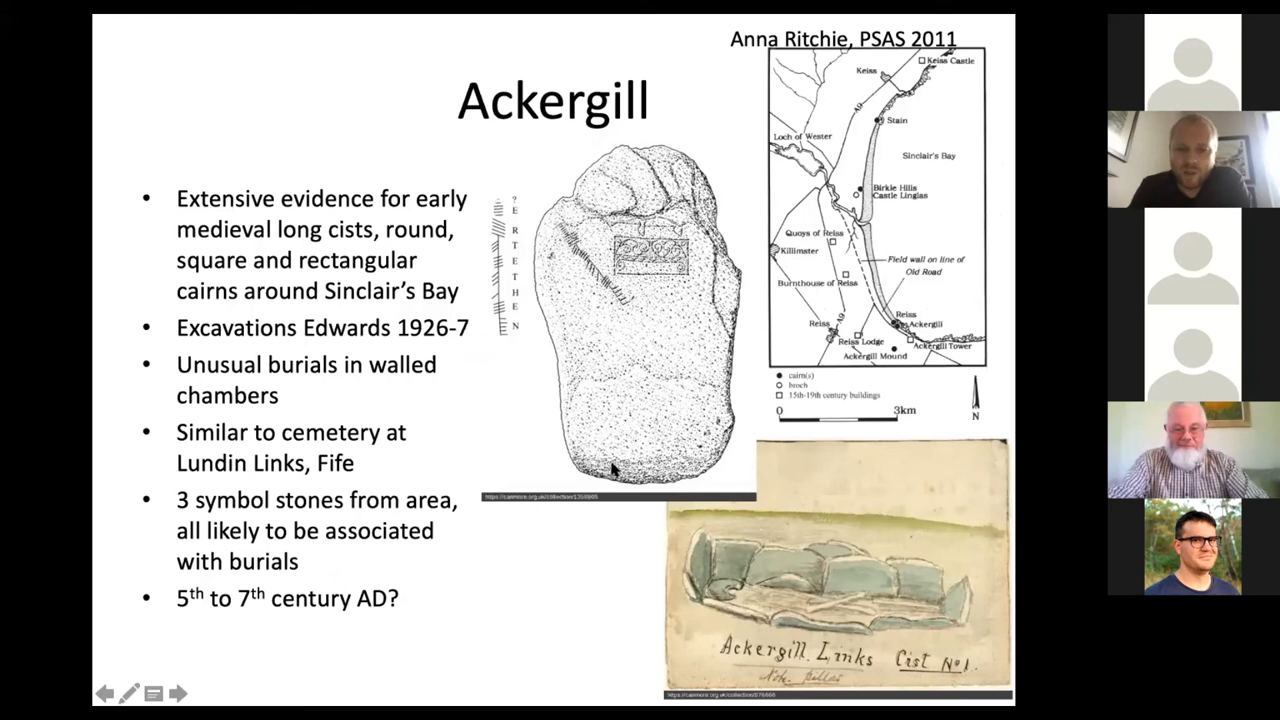 Anna Ritchie, PSAS 2011
Ackergill
• Extensive evidence for early
medieval long cists, round,
square and rectangular
cairns around Sinclair's Bay
• Excavations Edwards 1926-7
• Unusual burials in walled
chambers
• Similar to cemetery at
Lundin Links, Fife
• 3 symbol stones from area,
all likely to be associated
with burials
• 5th to 7th century AD?
?
E
R
T
E
T
H
E
N
Keiss Castle
Keiss
A9
Stain
Loch of Wester
Sinclair's Bay
Birkle Hills
Castle Linglas
Quoys of Reiss
Killimster
Field wall on line of
Old Road
Burnthouse of Reiss
Reiss
Ackergill
Reiss
A9
Reiss Lodge
Ackergill Tower
Ackergill Mound
cairn(s)
broch
15th-19th century buildings
0
3km
N
Ackergill Links Cist No 1.